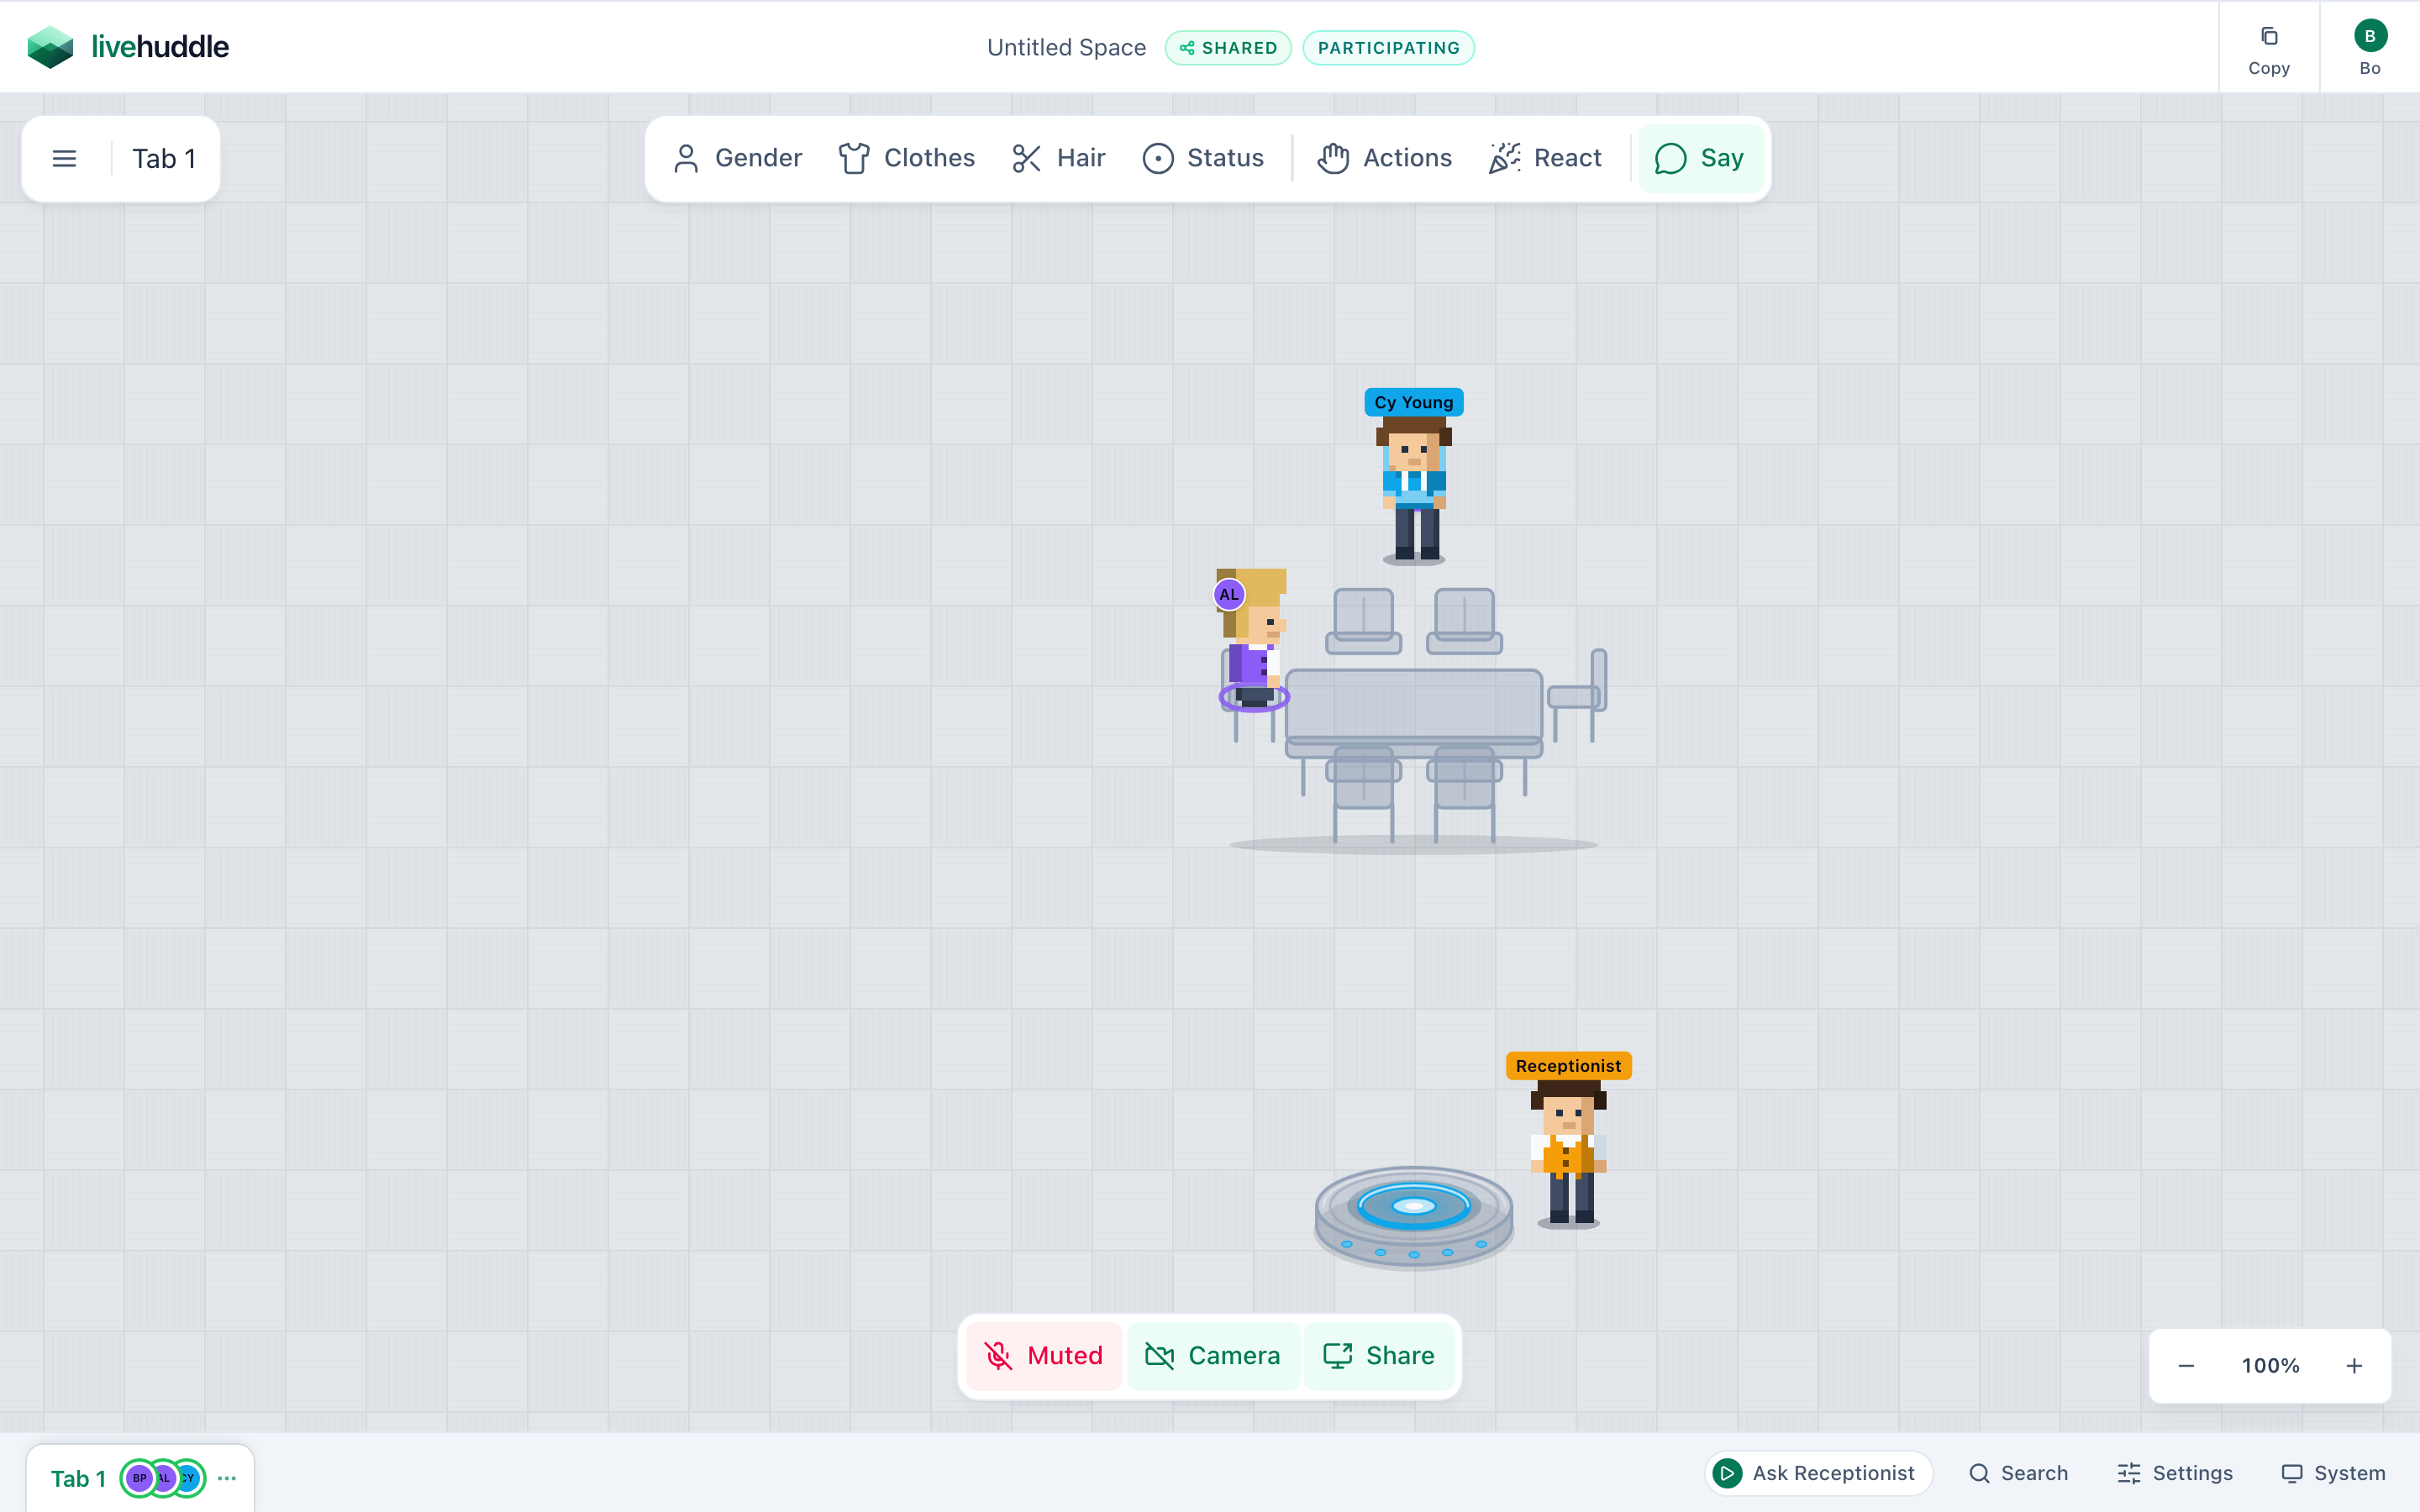 livehuddle
Untitled Space SHARED PARTICIPATING
Copy
B
Bo
Tab 1
Gender Clothes Hair Status Actions React Say
Cy Young
AL
Receptionist
Muted Camera Share
100%
Tab 1 BP AL CY
Ask Receptionist Search Settings System